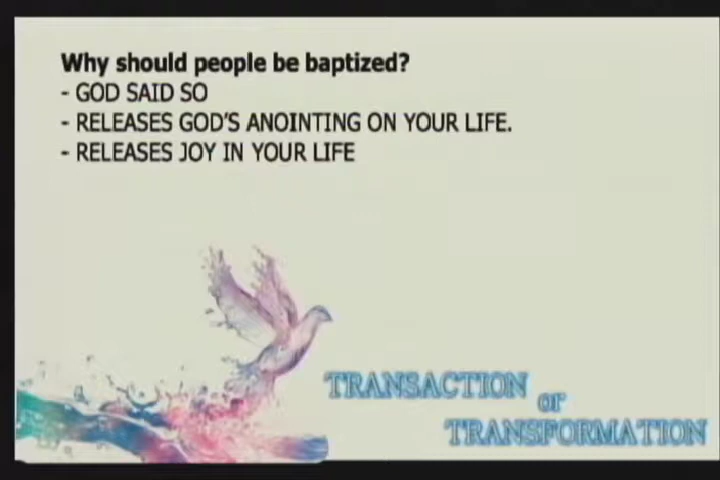 Why should people be baptized?
- GOD SAID SO
- RELEASES GOD'S ANOINTING ON YOUR LIFE.
- RELEASES JOY IN YOUR LIFE
TRANSACTION
or
TRANSFORMATION